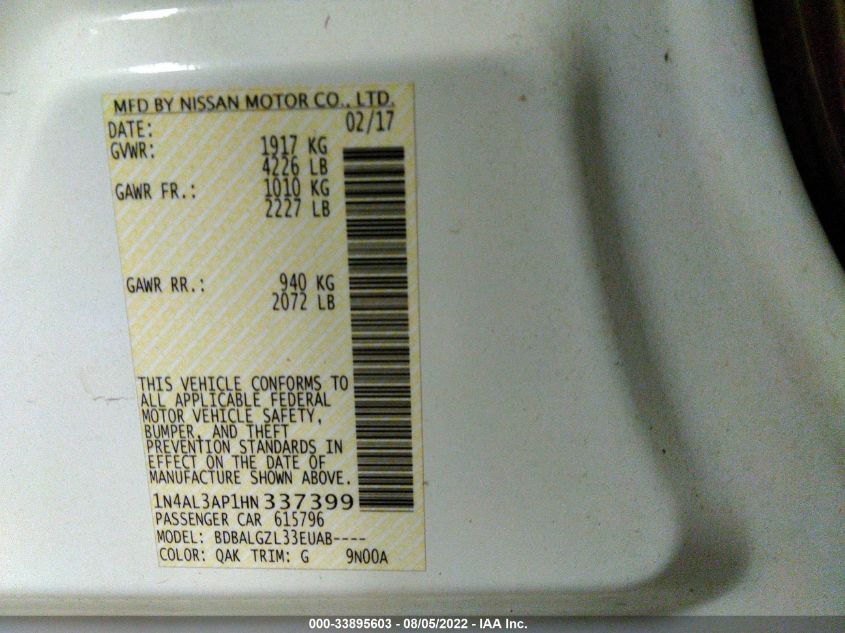 MFD BY NISSAN MOTOR CO., LTD.
DATE: 02/17
GVWR: 1917 KG
4226 LB
GAWR FR.: 1010 KG
2227 LB
GAWR RR.: 940 KG
2072 LB
THIS VEHICLE CONFORMS TO
ALL APPLICABLE FEDERAL
MOTOR VEHICLE SAFETY,
BUMPER, AND THEFT
PREVENTION STANDARDS IN
EFFECT ON THE DATE OF
MANUFACTURE SHOWN ABOVE.
1N4AL3AP1HN337399
PASSENGER CAR 615796
MODEL: BDBALGZL33EUAB----
COLOR: QAK TRIM: G 9N00A
000-33895603 - 08/05/2022 - IAA Inc.